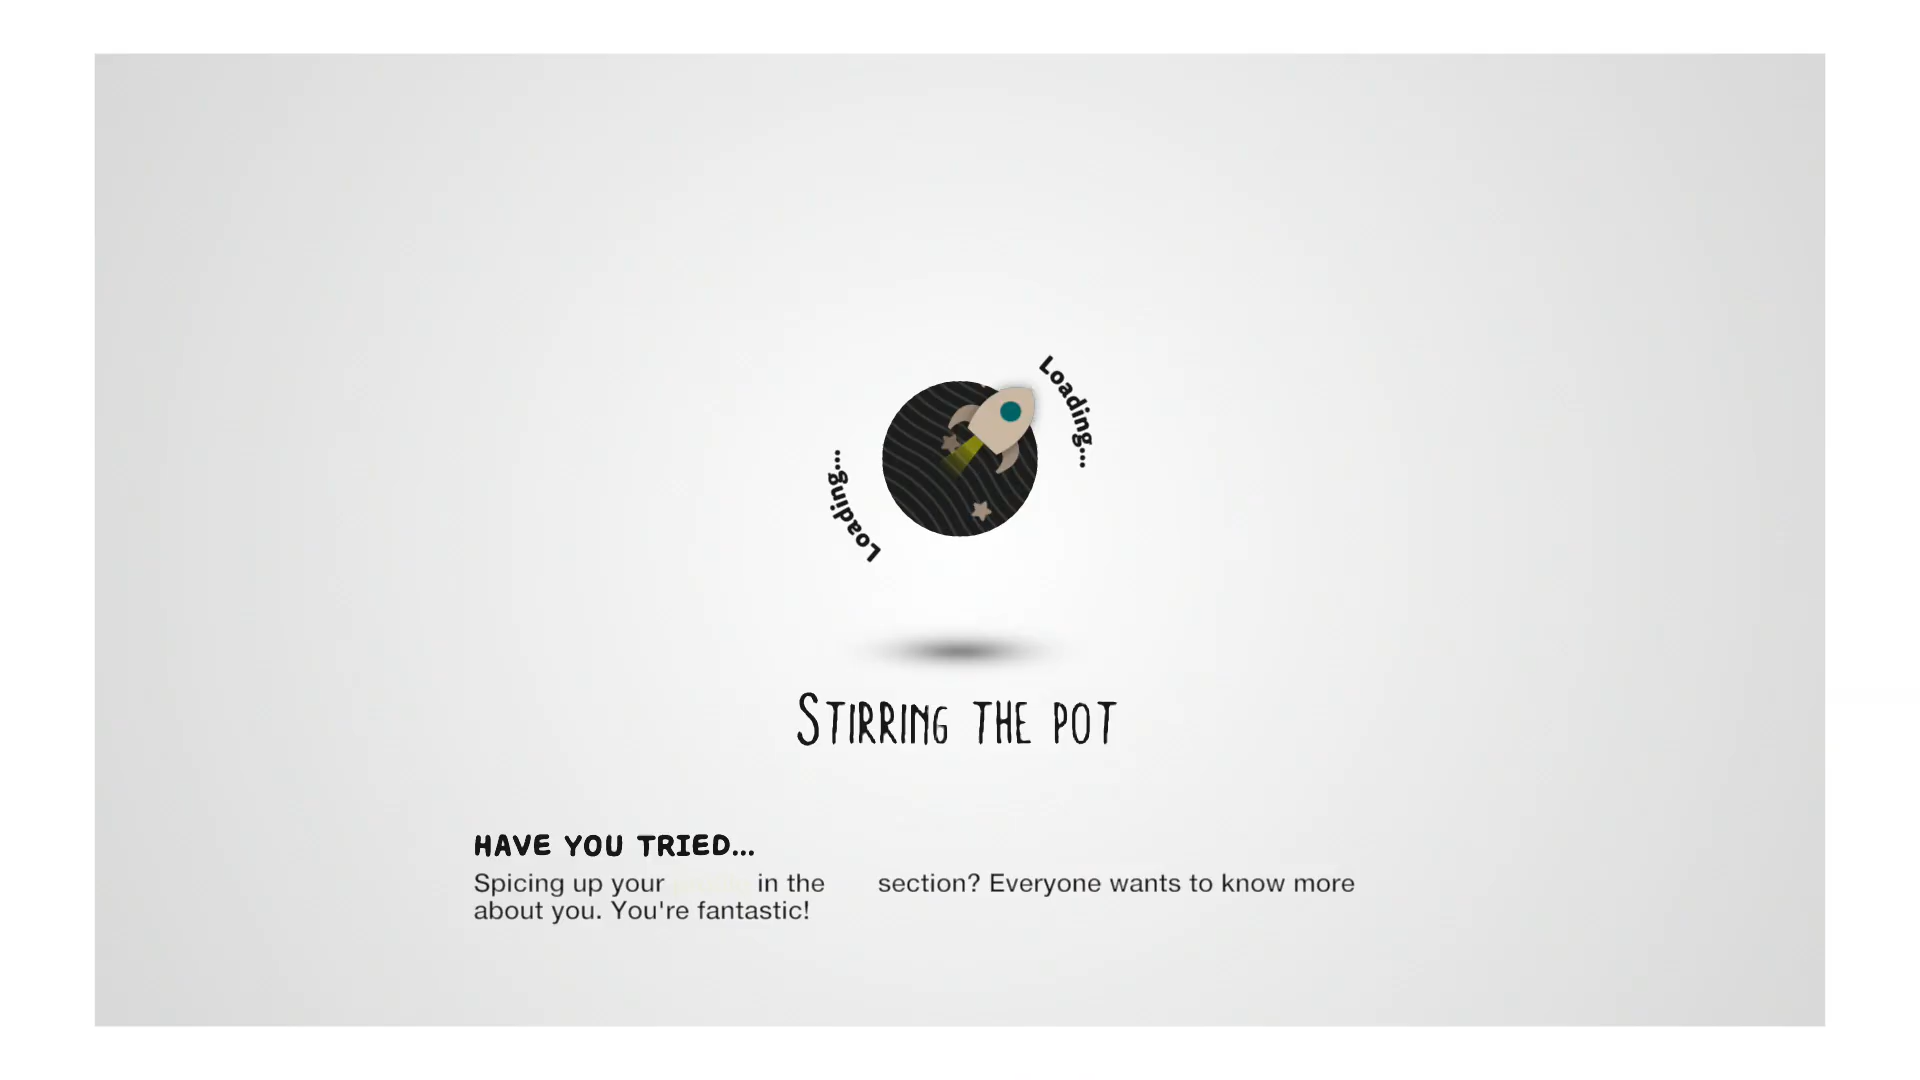 Loading...
Loading...
Stirring the pot
HAVE YOU TRIED...
Spicing up your in the section? Everyone wants to know more
about you. You're fantastic!